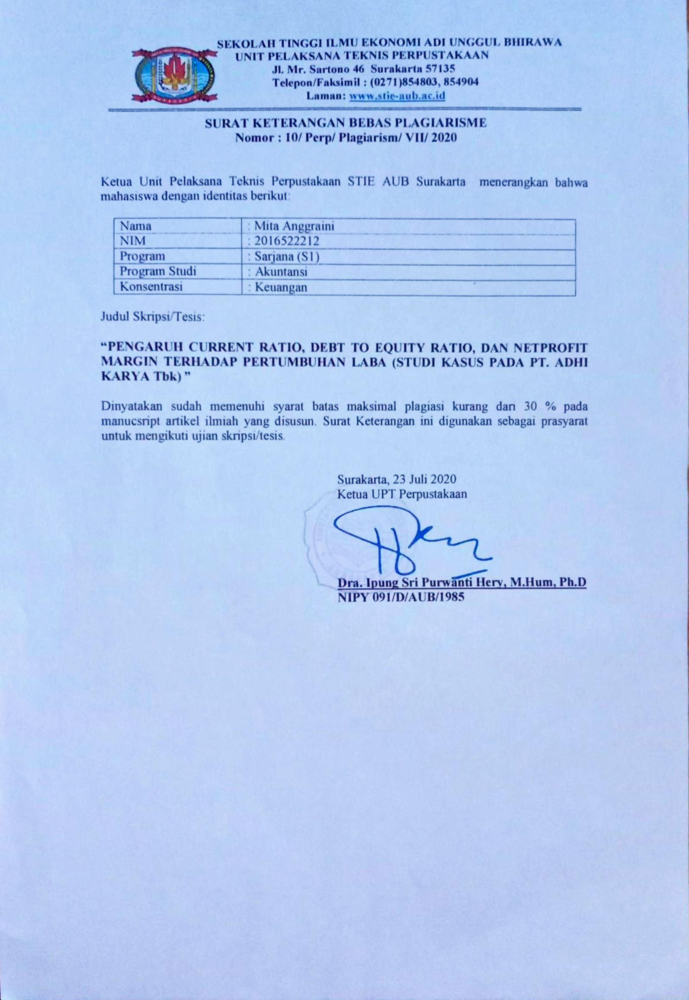 SEKOLAH TINGGI ILMU EKONOMI ADI UNGGUL BHIRAWA
UNIT PELAKSANA TEKNIS PERPUSTAKAAN
Jl. Mr. Sartono 46 Surakarta 57135
Telepon/Faksimil : (0271)854803, 854904
Laman: www.stie-aub.ac.id
SURAT KETERANGAN BEBAS PLAGIARISME
Nomor : 10/ Perp/ Plagiarism/ VII/ 2020
Ketua Unit Pelaksana Teknis Perpustakaan STIE AUB Surakarta menerangkan bahwa
mahasiswa dengan identitas berikut:
Nama : Mita Anggraini
NIM : 2016522212
Program : Sarjana (S1)
Program Studi : Akuntansi
Konsentrasi : Keuangan
Judul Skripsi/Tesis:
“PENGARUH CURRENT RATIO, DEBT TO EQUITY RATIO, DAN NETPROFIT
MARGIN TERHADAP PERTUMBUHAN LABA (STUDI KASUS PADA PT. ADHI
KARYA Tbk) ”
Dinyatakan sudah memenuhi syarat batas maksimal plagiasi kurang dari 30 % pada
manucsript artikel ilmiah yang disusun. Surat Keterangan ini digunakan sebagai prasyarat
untuk mengikuti ujian skripsi/tesis.
Surakarta, 23 Juli 2020
Ketua UPT Perpustakaan
Dra. Ipung Sri Purwanti Hery, M.Hum, Ph.D
NIPY 091/D/AUB/1985